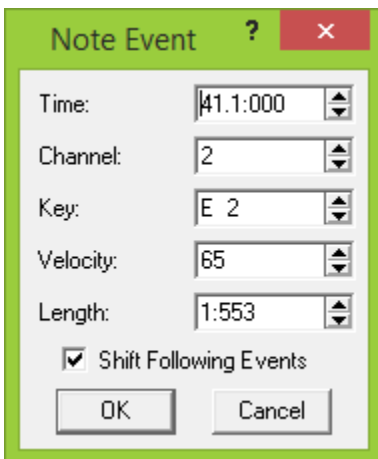 Note Event ? ×
Time: 41.1:000
Channel: 2
Key: E 2
Velocity: 65
Length: 1:553
Shift Following Events
OK Cancel